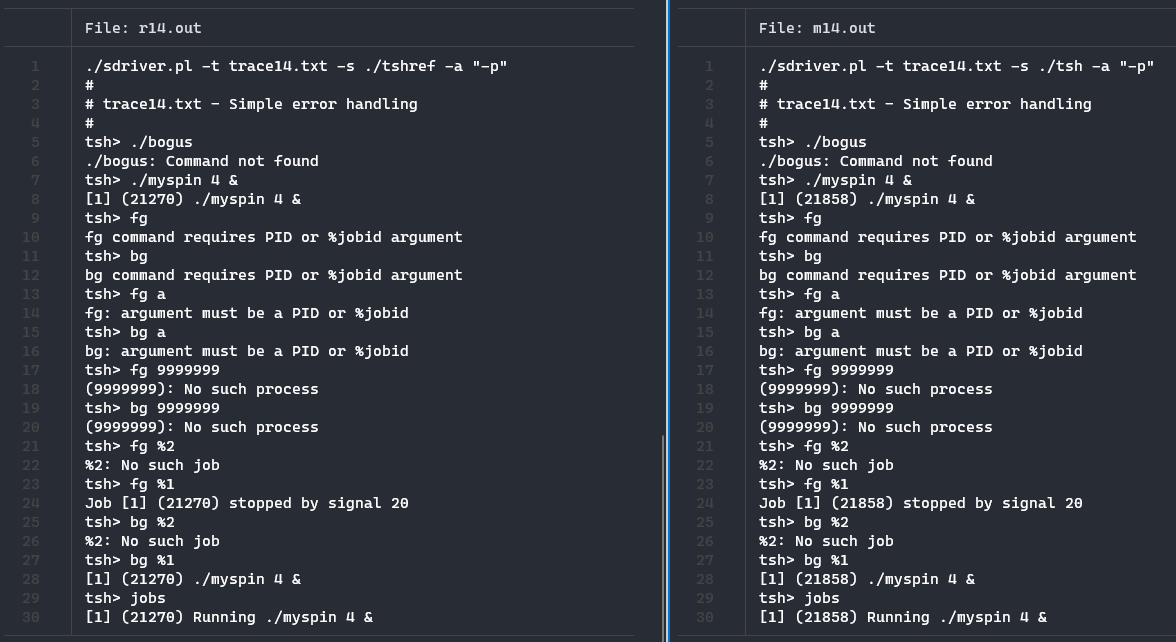 File: r14.out
1 ./sdriver.pl -t trace14.txt -s ./tshref -a "-p"
2 #
3 # trace14.txt - Simple error handling
4 #
5 tsh> ./bogus
6 ./bogus: Command not found
7 tsh> ./myspin 4 &
8 [1] (21270) ./myspin 4 &
9 tsh> fg
10 fg command requires PID or %jobid argument
11 tsh> bg
12 bg command requires PID or %jobid argument
13 tsh> fg a
14 fg: argument must be a PID or %jobid
15 tsh> bg a
16 bg: argument must be a PID or %jobid
17 tsh> fg 9999999
18 (9999999): No such process
19 tsh> bg 9999999
20 (9999999): No such process
21 tsh> fg %2
22 %2: No such job
23 tsh> fg %1
24 Job [1] (21270) stopped by signal 20
25 tsh> bg %2
26 %2: No such job
27 tsh> bg %1
28 [1] (21270) ./myspin 4 &
29 tsh> jobs
30 [1] (21270) Running ./myspin 4 &
File: m14.out
1 ./sdriver.pl -t trace14.txt -s ./tsh -a "-p"
2 #
3 # trace14.txt - Simple error handling
4 #
5 tsh> ./bogus
6 ./bogus: Command not found
7 tsh> ./myspin 4 &
8 [1] (21858) ./myspin 4 &
9 tsh> fg
10 fg command requires PID or %jobid argument
11 tsh> bg
12 bg command requires PID or %jobid argument
13 tsh> fg a
14 fg: argument must be a PID or %jobid
15 tsh> bg a
16 bg: argument must be a PID or %jobid
17 tsh> fg 9999999
18 (9999999): No such process
19 tsh> bg 9999999
20 (9999999): No such process
21 tsh> fg %2
22 %2: No such job
23 tsh> fg %1
24 Job [1] (21858) stopped by signal 20
25 tsh> bg %2
26 %2: No such job
27 tsh> bg %1
28 [1] (21858) ./myspin 4 &
29 tsh> jobs
30 [1] (21858) Running ./myspin 4 &